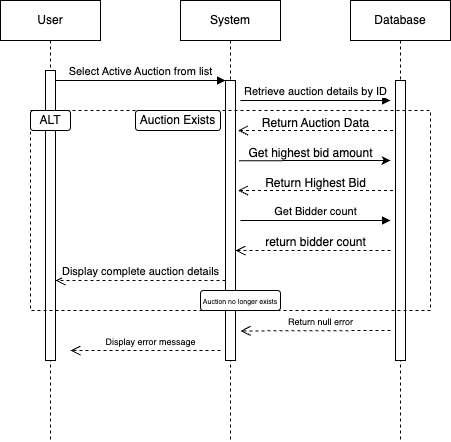 User
System
Database
Select Active Auction from list
Retrieve auction details by ID
ALT
Auction Exists
Return Auction Data
Get highest bid amount
Return Highest Bid
Get Bidder count
return bidder count
Display complete auction details
Auction no longer exists
Return null error
Display error message